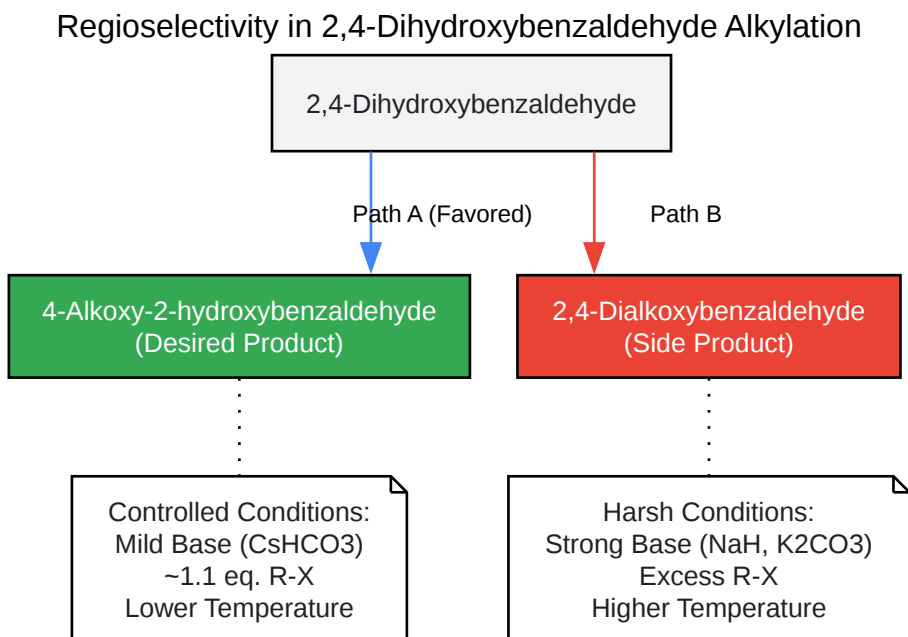 Regioselectivity in 2,4-Dihydroxybenzaldehyde Alkylation
2,4-Dihydroxybenzaldehyde
Path A (Favored)
Path B
4-Alkoxy-2-hydroxybenzaldehyde
(Desired Product)
2,4-Dialkoxybenzaldehyde
(Side Product)
Controlled Conditions:
Mild Base (CsHCO3)
~1.1 eq. R-X
Lower Temperature
Harsh Conditions:
Strong Base (NaH, K2CO3)
Excess R-X
Higher Temperature